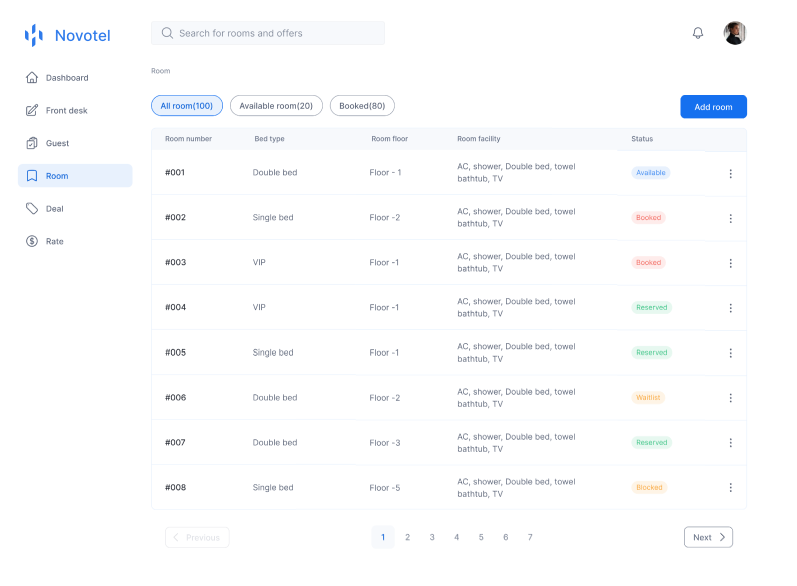 Novotel
Search for rooms and offers
Dashboard
Front desk
Guest
Room
Deal
Rate
Room
All room(100)
Available room(20)
Booked(80)
Add room
Room number Bed type Room floor Room facility Status
#001 Double bed Floor - 1 AC, shower, Double bed, towel
bathtub, TV Available
#002 Single bed Floor -2 AC, shower, Double bed, towel
bathtub, TV Booked
#003 VIP Floor -1 AC, shower, Double bed, towel
bathtub, TV Booked
#004 VIP Floor -1 AC, shower, Double bed, towel
bathtub, TV Reserved
#005 Single bed Floor -1 AC, shower, Double bed, towel
bathtub, TV Reserved
#006 Double bed Floor -2 AC, shower, Double bed, towel
bathtub, TV Waitlist
#007 Double bed Floor -3 AC, shower, Double bed, towel
bathtub, TV Reserved
#008 Single bed Floor -5 AC, shower, Double bed, towel
bathtub, TV Blocked
Previous 1 2 3 4 5 6 7 Next